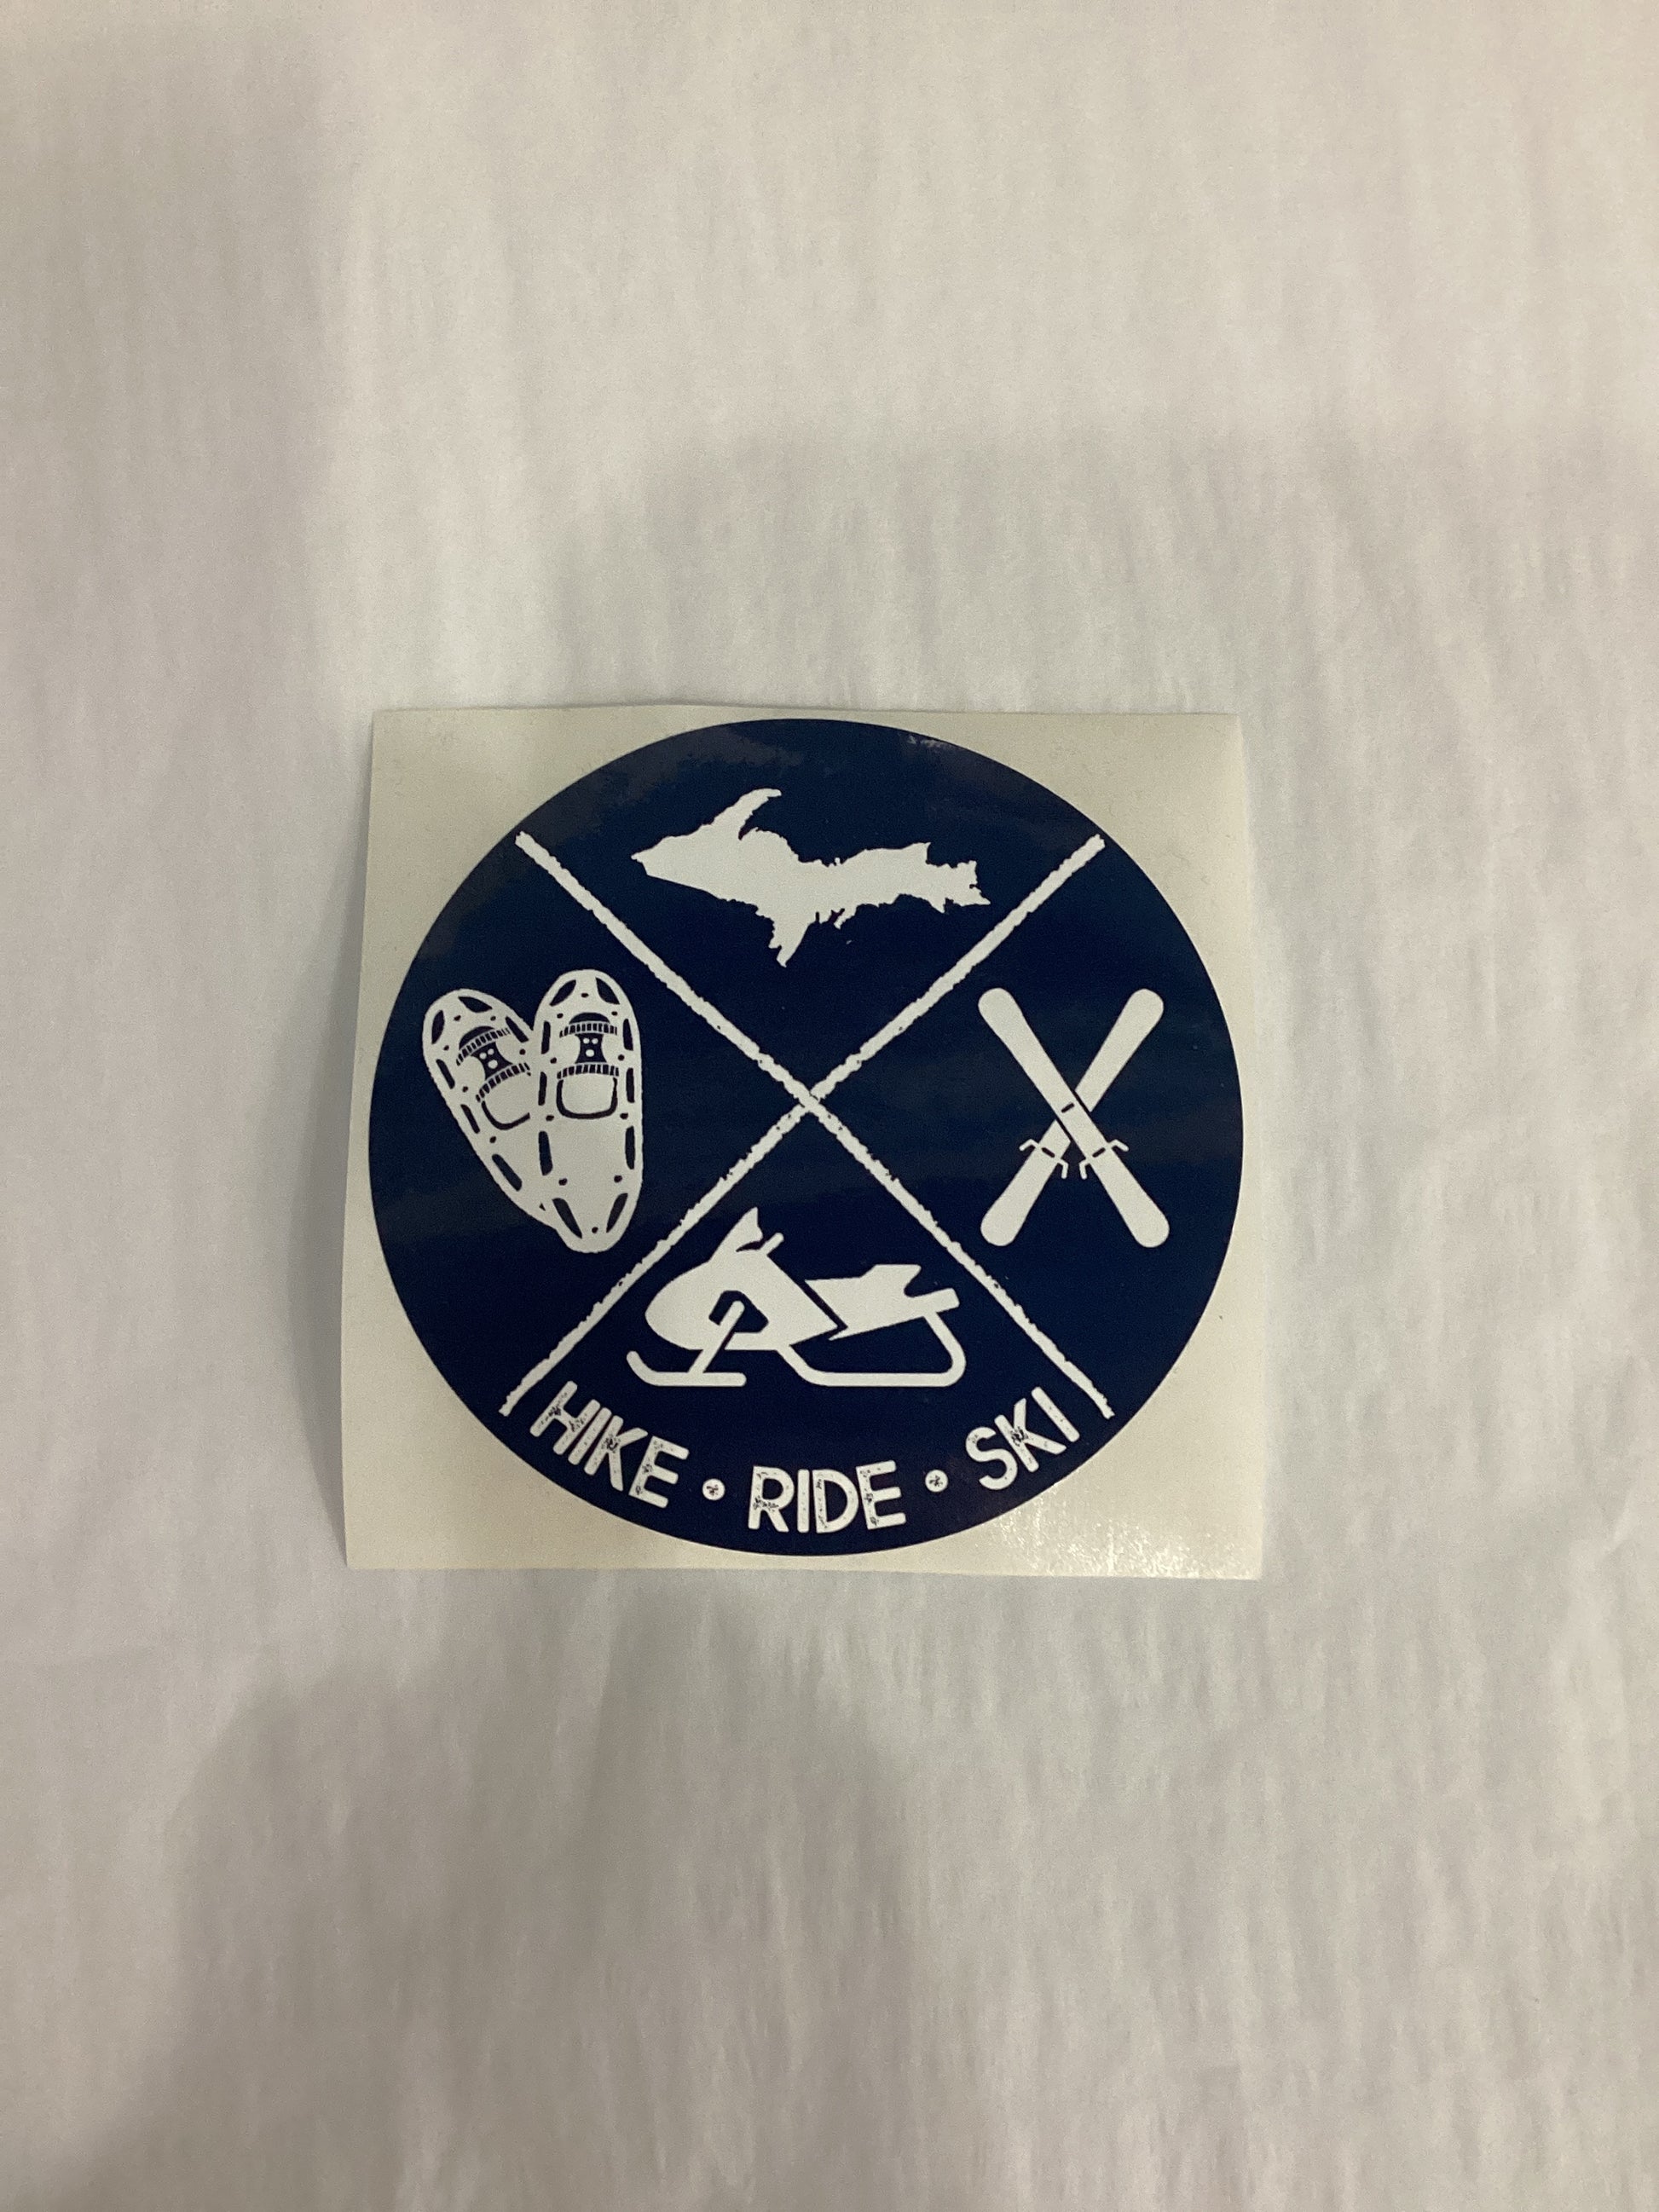 HIKE • RIDE • SKI